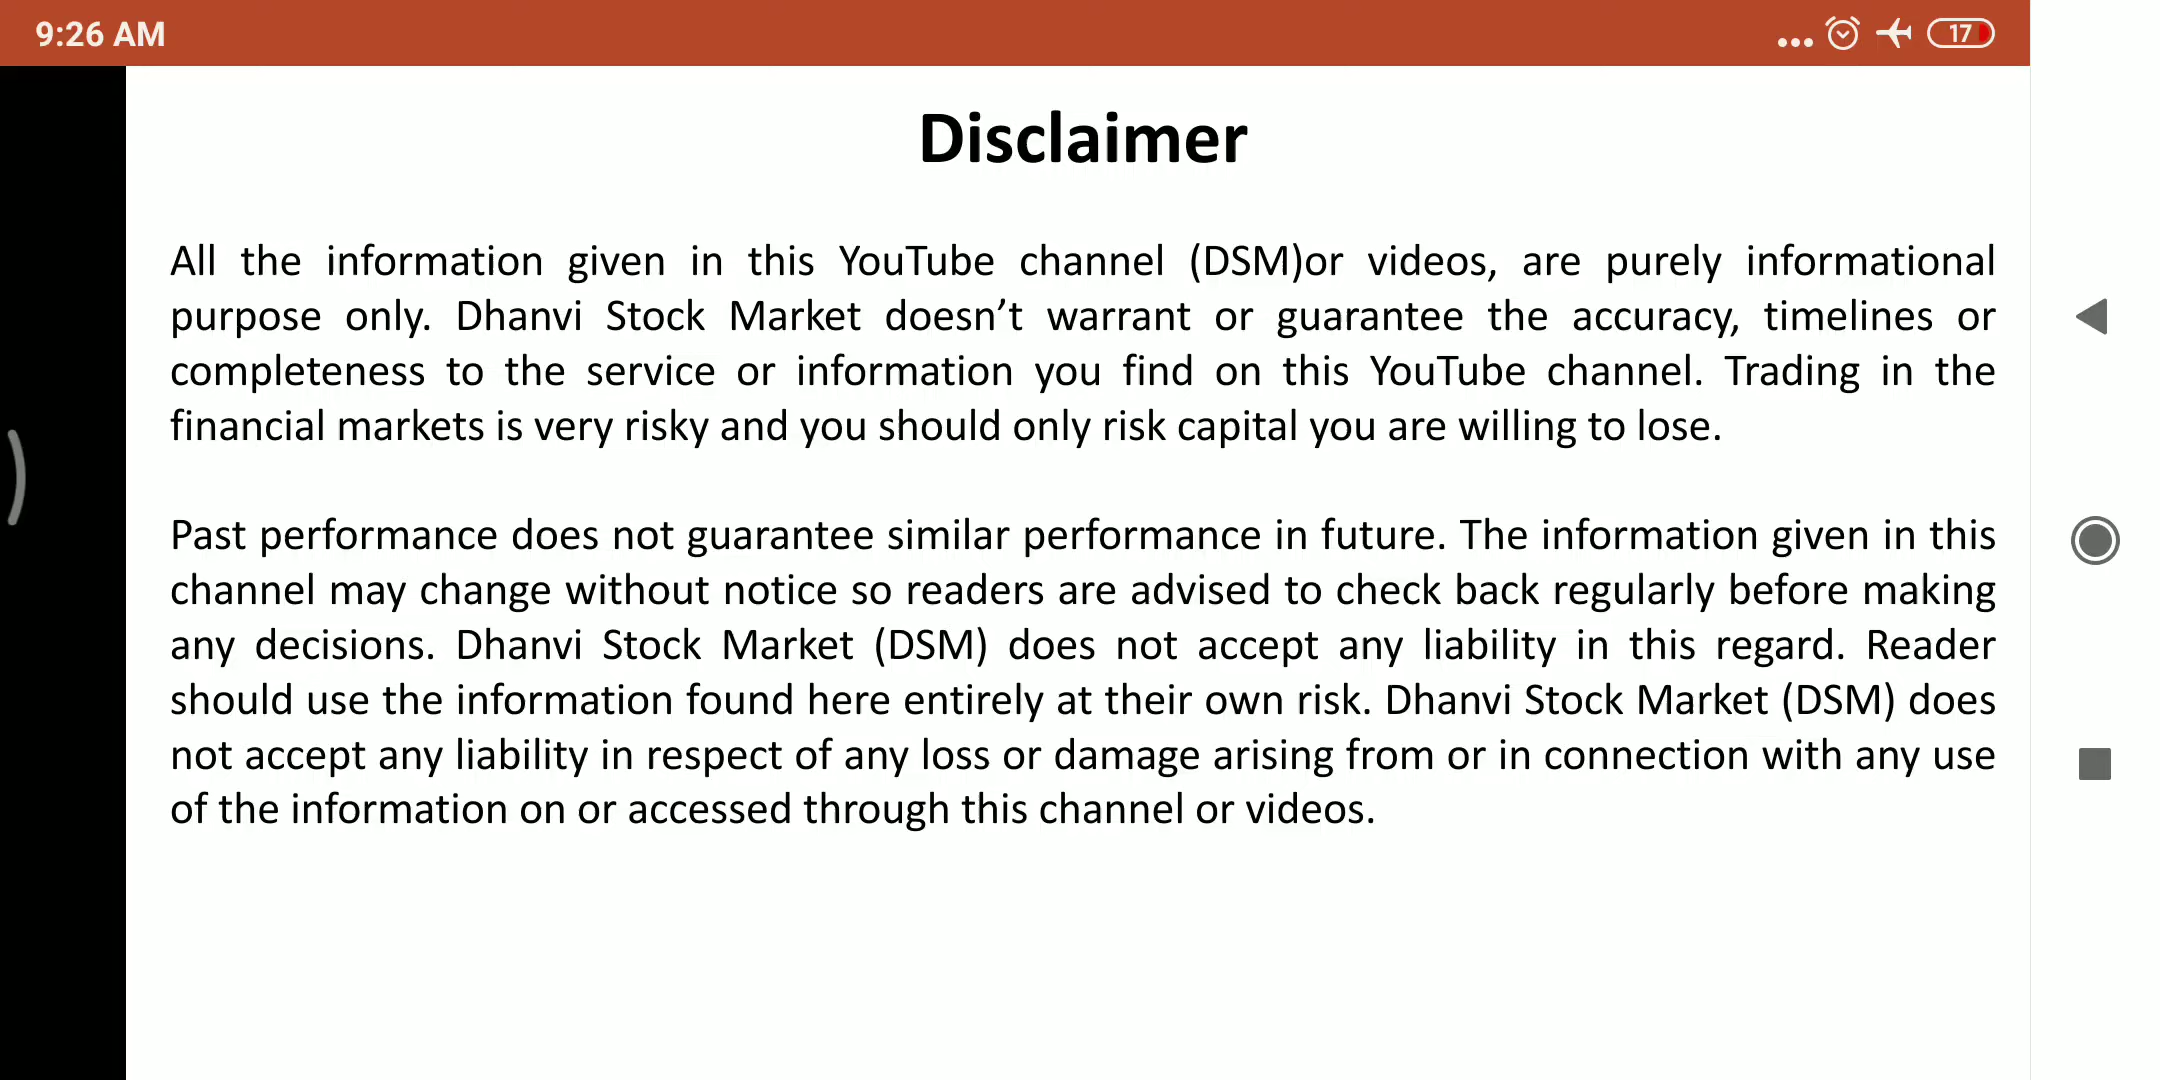 9:26 AM
17
Disclaimer
All the information given in this YouTube channel (DSM)or videos, are purely informational
purpose only. Dhanvi Stock Market doesn’t warrant or guarantee the accuracy, timelines or
completeness to the service or information you find on this YouTube channel. Trading in the
financial markets is very risky and you should only risk capital you are willing to lose.
Past performance does not guarantee similar performance in future. The information given in this
channel may change without notice so readers are advised to check back regularly before making
any decisions. Dhanvi Stock Market (DSM) does not accept any liability in this regard. Reader
should use the information found here entirely at their own risk. Dhanvi Stock Market (DSM) does
not accept any liability in respect of any loss or damage arising from or in connection with any use
of the information on or accessed through this channel or videos.